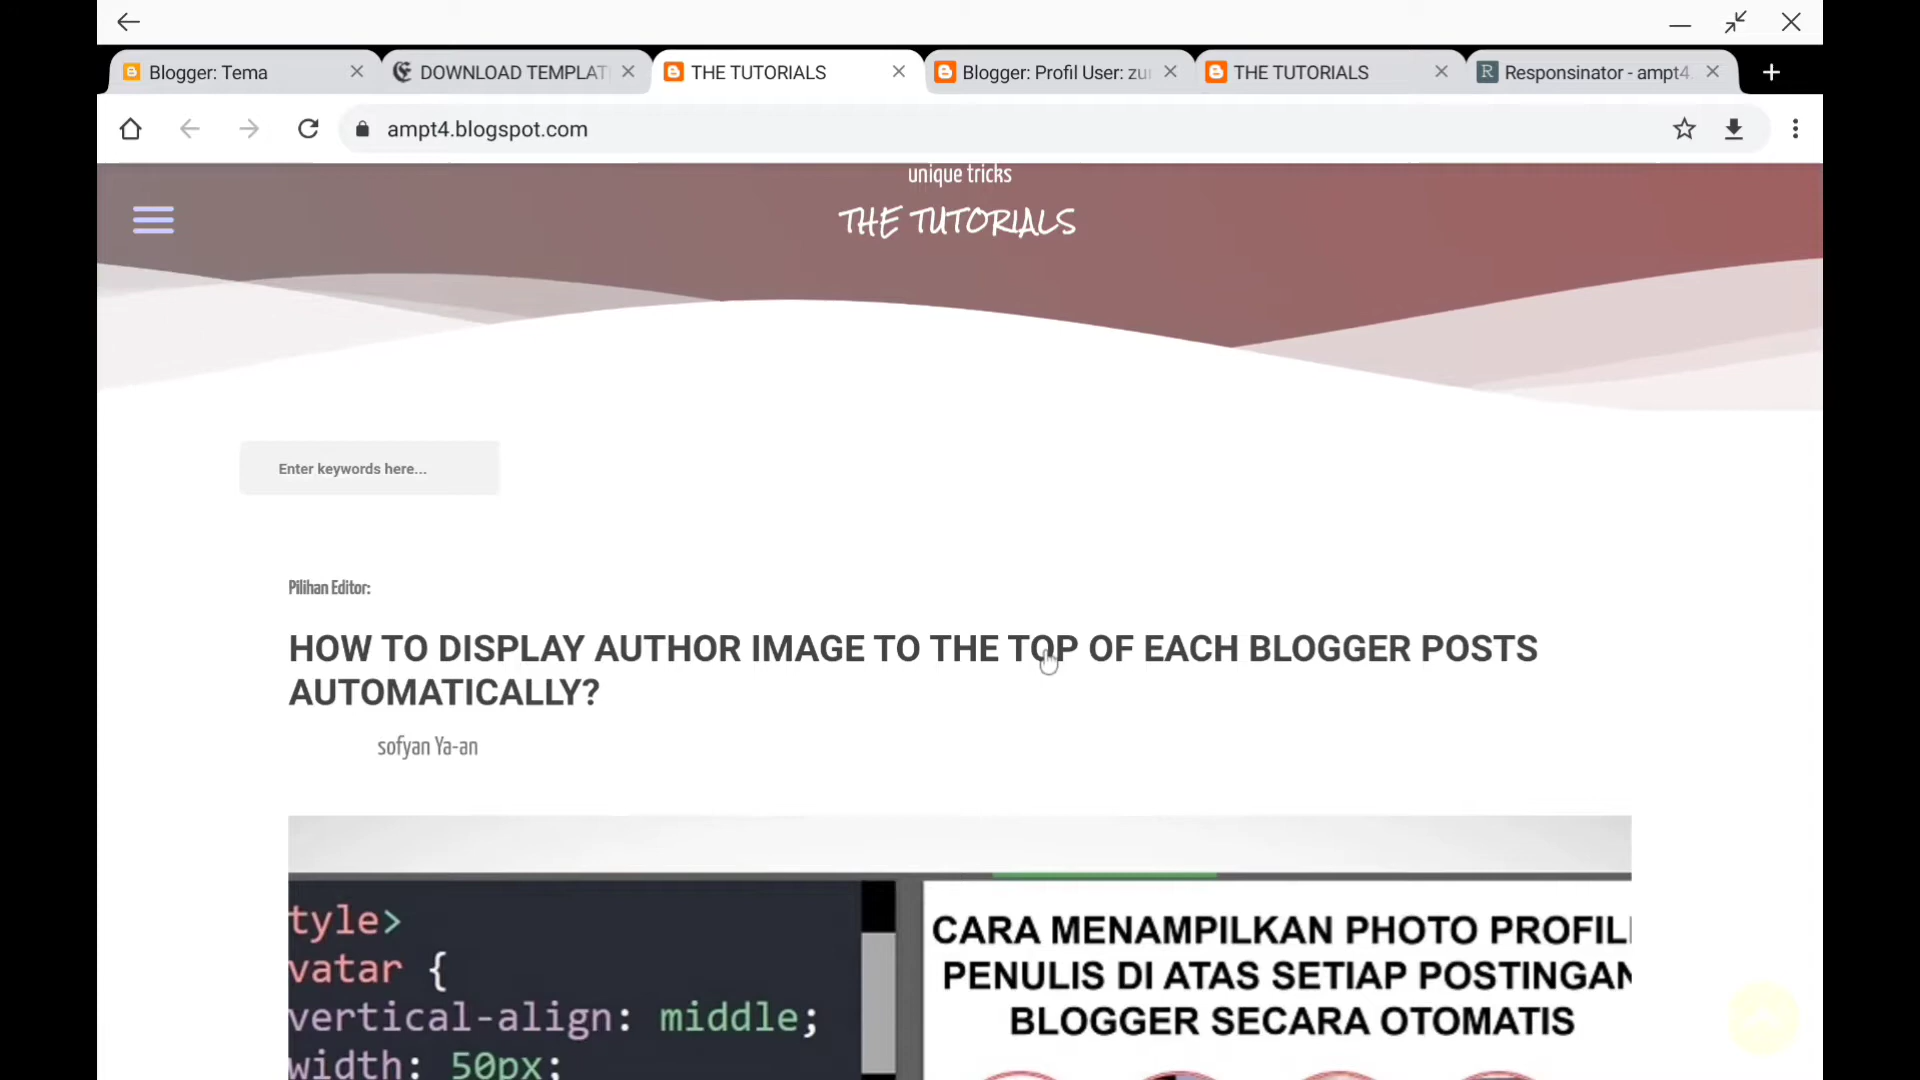 Blogger: Tema
DOWNLOAD TEMPLAT
THE TUTORIALS
Blogger: Profil User: zu
THE TUTORIALS
Responsinator - ampt4
ampt4.blogspot.com
unique tricks
THE TUTORIALS
Enter keywords here...
Pilihan Editor:
HOW TO DISPLAY AUTHOR IMAGE TO THE TOP OF EACH BLOGGER POSTS
AUTOMATICALLY?
sofyan Ya-an
tyle>
vatar {
vertical-align: middle;
width: 50px;
CARA MENAMPILKAN PHOTO PROFIL
PENULIS DI ATAS SETIAP POSTINGAN
BLOGGER SECARA OTOMATIS